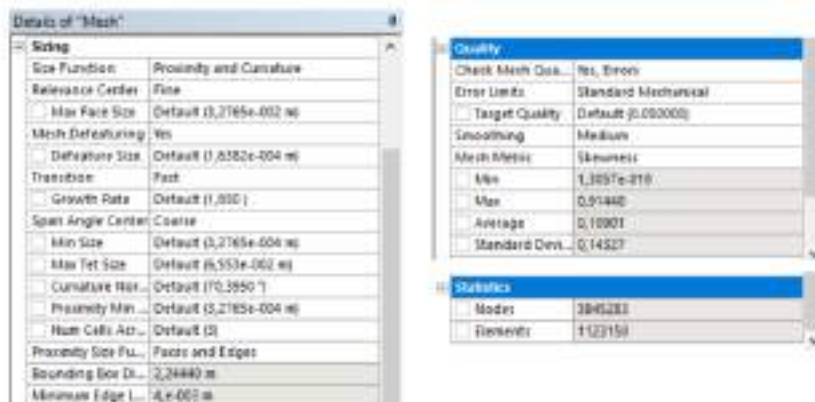 Details of "Mesh"
Sizing
Size Function Proximity and Curvature
Relevance Center Fine
Max Face Size Default (3,2765e-002 m)
Mesh Defeaturing Yes
Defeature Size Default (1,6382e-004 m)
Transition Fast
Growth Rate Default
Span Angle Center Coarse
Min Size Default (3,2765e-004 m)
Max Tet Size Default (6,553e-002 m)
Curvature Nor... Default (70,3950 °)
Proximity Min ... Default (3,2765e-004 m)
Num Cells Acr... Default (3)
Proximity Size Fu... Faces and Edges
Bounding Box Di... 2,24440 m
Minimum Edge L... 4,e-003 m
Quality
Check Mesh Qua... Yes, Errors
Error Limits Standard Mechanical
Target Quality Default (0.050000)
Smoothing Medium
Mesh Metric Skewness
Min 1,3057e-010
Max 0,91440
Average 0,10901
Standard Devi... 0,14527
Statistics
Nodes 3845283
Elements 1123150